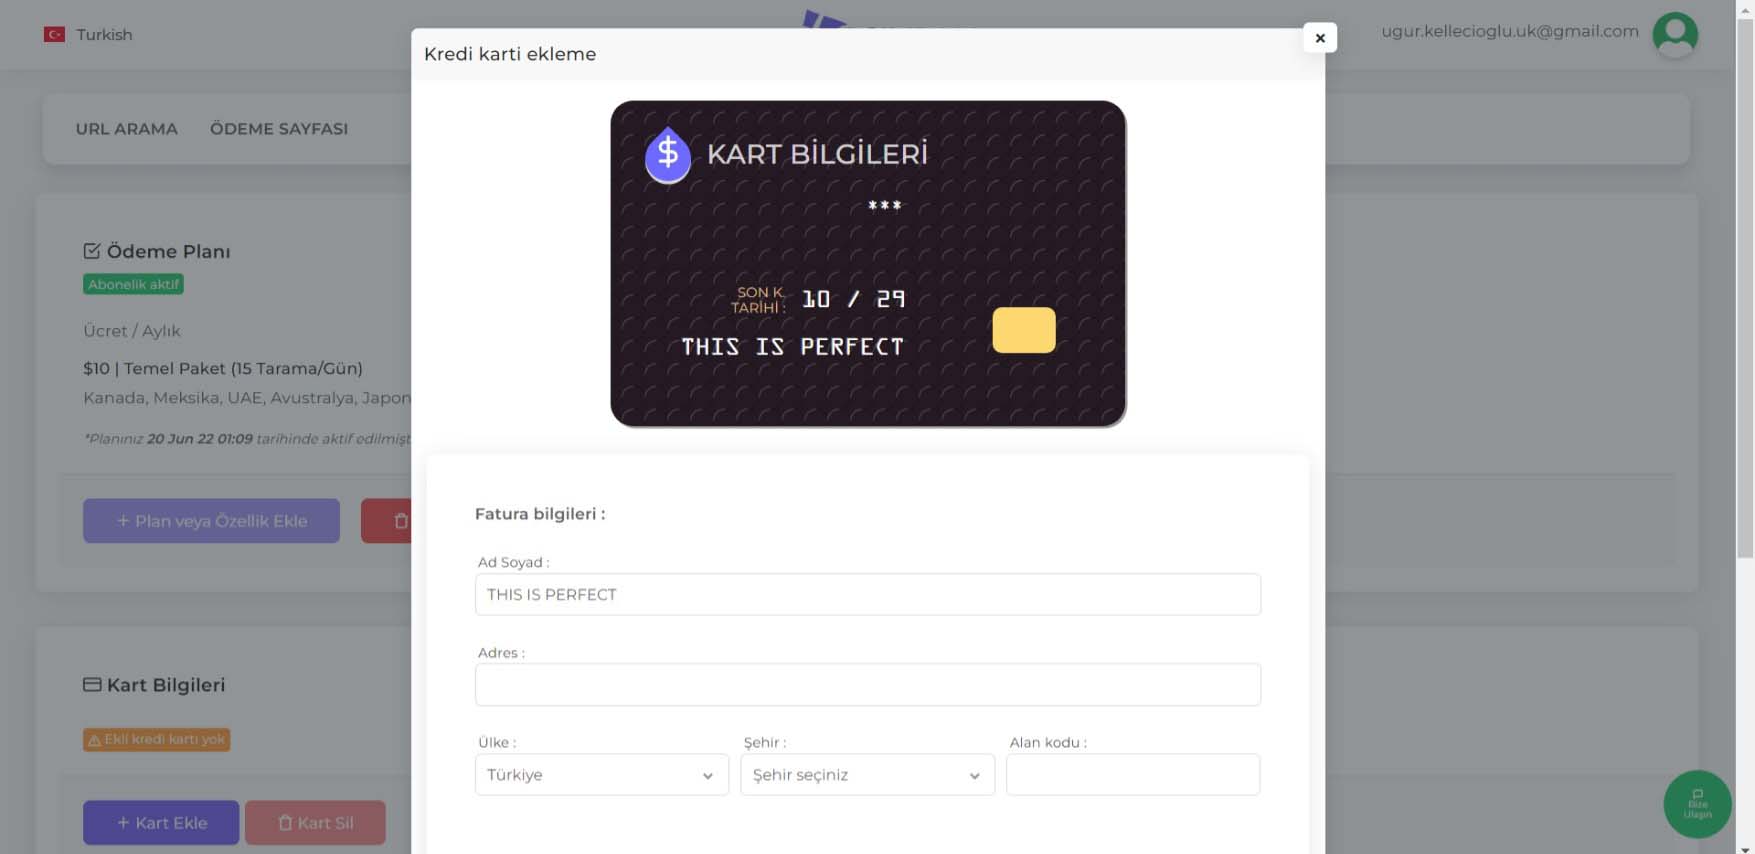 Turkish
ugur.kellecioglu.uk@gmail.com
Kredi karti ekleme
×
URL ARAMA
ÖDEME SAYFASI
$ KART BİLGİLERİ
***
SON K.
TARİHİ :
10 / 29
THIS IS PERFECT
Ödeme Planı
Abonelik aktif
Ücret / Aylık
$10 | Temel Paket (15 Tarama/Gün)
Kanada, Meksika, UAE, Avustralya, Japon
*Planınız 20 Jun 22 01:09 tarihinde aktif edilmişt
+ Plan veya Özellik Ekle
Fatura bilgileri :
Ad Soyad :
THIS IS PERFECT
Adres :
Ülke :
Türkiye
Şehir :
Şehir seçiniz
Alan kodu :
Kart Bilgileri
Ekli kredi kartı yok
+ Kart Ekle
Kart Sil
Bize
Ulaşın